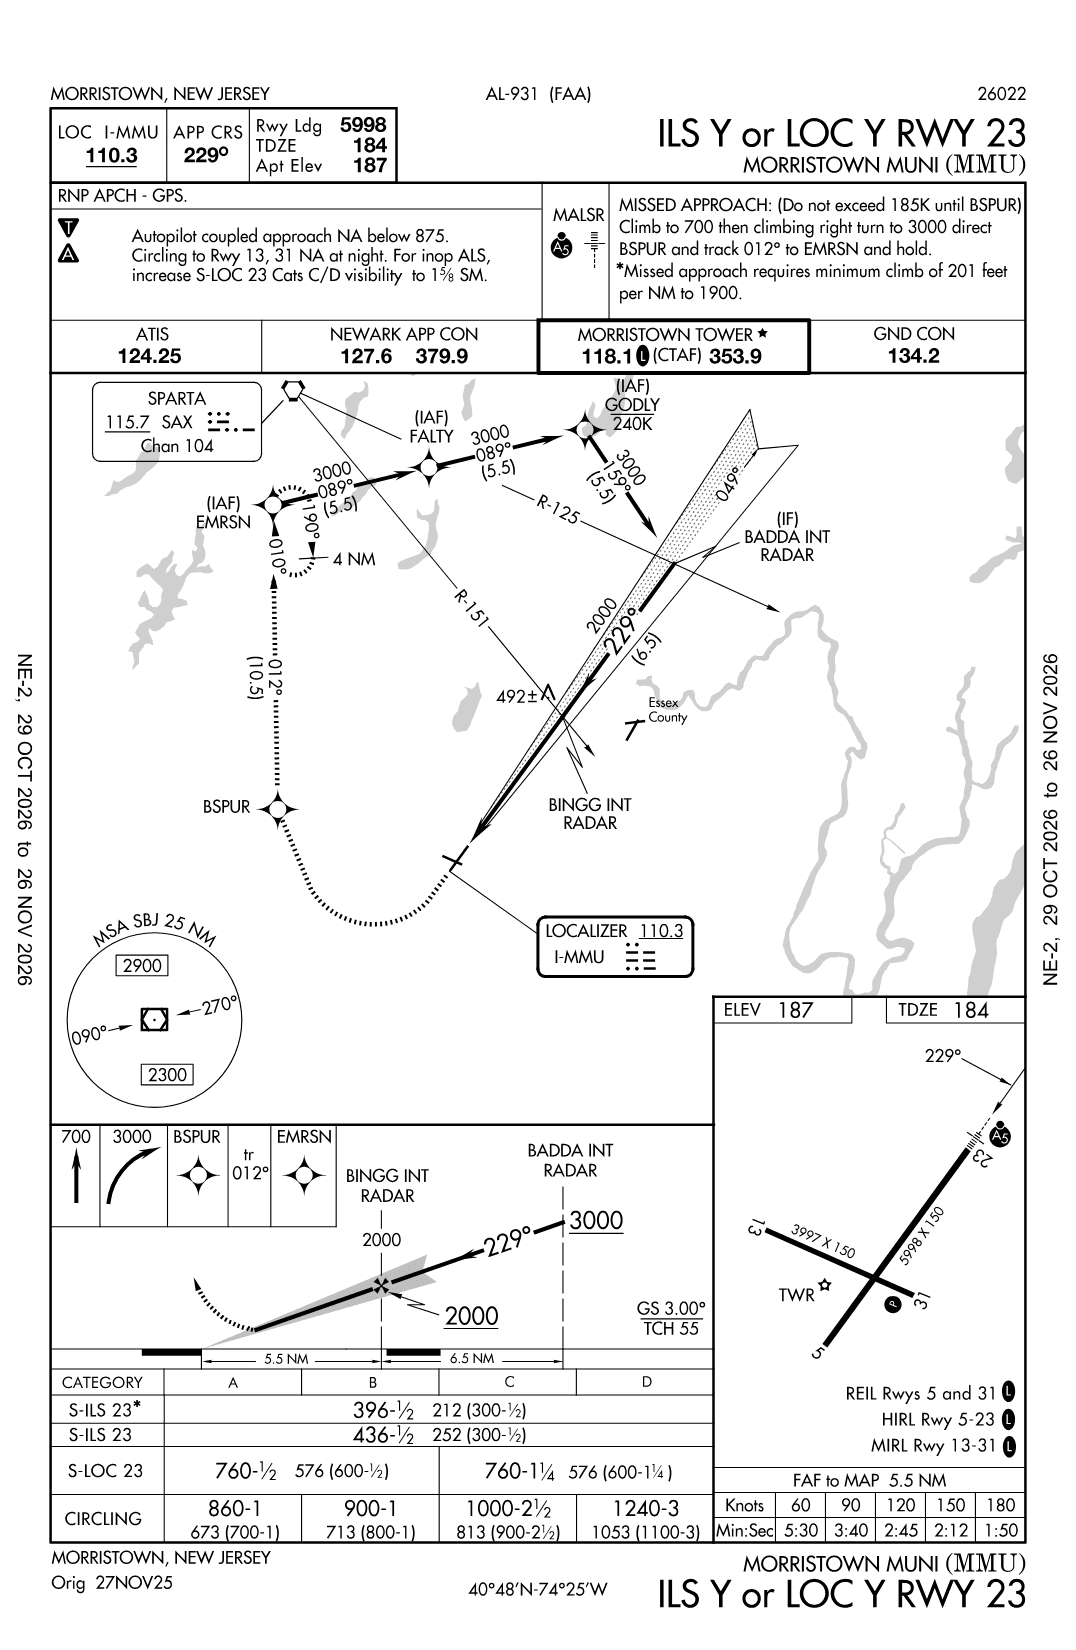 MORRISTOWN, NEW JERSEY
AL-931 (FAA)
26022
LOC I-MMU
110.3
APP CRS
229°
Rwy Ldg 5998
TDZE 184
Apt Elev 187
ILS Y or LOC Y RWY 23
MORRISTOWN MUNI (MMU)
RNP APCH - GPS.
T
A
Autopilot coupled approach NA below 875.
Circling to Rwy 13, 31 NA at night. For inop ALS,
increase S-LOC 23 Cats C/D visibility to 1⅝ SM.
MALSR
A5
MISSED APPROACH: (Do not exceed 185K until BSPUR)
Climb to 700 then climbing right turn to 3000 direct
BSPUR and track 012° to EMRSN and hold.
*Missed approach requires minimum climb of 201 feet
per NM to 1900.
ATIS
124.25
NEWARK APP CON
127.6 379.9
MORRISTOWN TOWER ★
118.1 L (CTAF) 353.9
GND CON
134.2
SPARTA
115.7 SAX
Chan 104
(IAF)
FALTY
(IAF)
GODLY
240K
3000
089°
(5.5)
3000
089°
(5.5)
3000
159°
(5.5)
(IAF)
EMRSN
190°
010°
4 NM
R-125
R-151
049°
(IF)
BADDA INT
RADAR
2000
229°
(6.5)
012°
(10.5)
492±
Essex
County
BINGG INT
RADAR
BSPUR
LOCALIZER 110.3
I-MMU
MSA SBJ 25 NM
2900
270°
090°
2300
NE-2, 29 OCT 2026 to 26 NOV 2026
NE-2, 29 OCT 2026 to 26 NOV 2026
ELEV 187
TDZE 184
229°
A5
23
13
3997 X 150
5998 X 150
TWR
P
31
5
REIL Rwys 5 and 31 L
HIRL Rwy 5-23 L
MIRL Rwy 13-31 L
700
3000
BSPUR
tr
012°
EMRSN
BINGG INT
RADAR
BADDA INT
RADAR
2000
229°
3000
2000
GS 3.00°
TCH 55
5.5 NM
6.5 NM
CATEGORY A B C D
S-ILS 23* 396-½ 212 (300-½)
S-ILS 23 436-½ 252 (300-½)
S-LOC 23 760-½ 576 (600-½) 760-1¼ 576 (600-1¼)
CIRCLING
860-1
673 (700-1)
900-1
713 (800-1)
1000-2½
813 (900-2½)
1240-3
1053 (1100-3)
FAF to MAP 5.5 NM
Knots 60 90 120 150 180
Min:Sec 5:30 3:40 2:45 2:12 1:50
MORRISTOWN, NEW JERSEY
Orig 27NOV25
40°48'N-74°25'W
MORRISTOWN MUNI (MMU)
ILS Y or LOC Y RWY 23